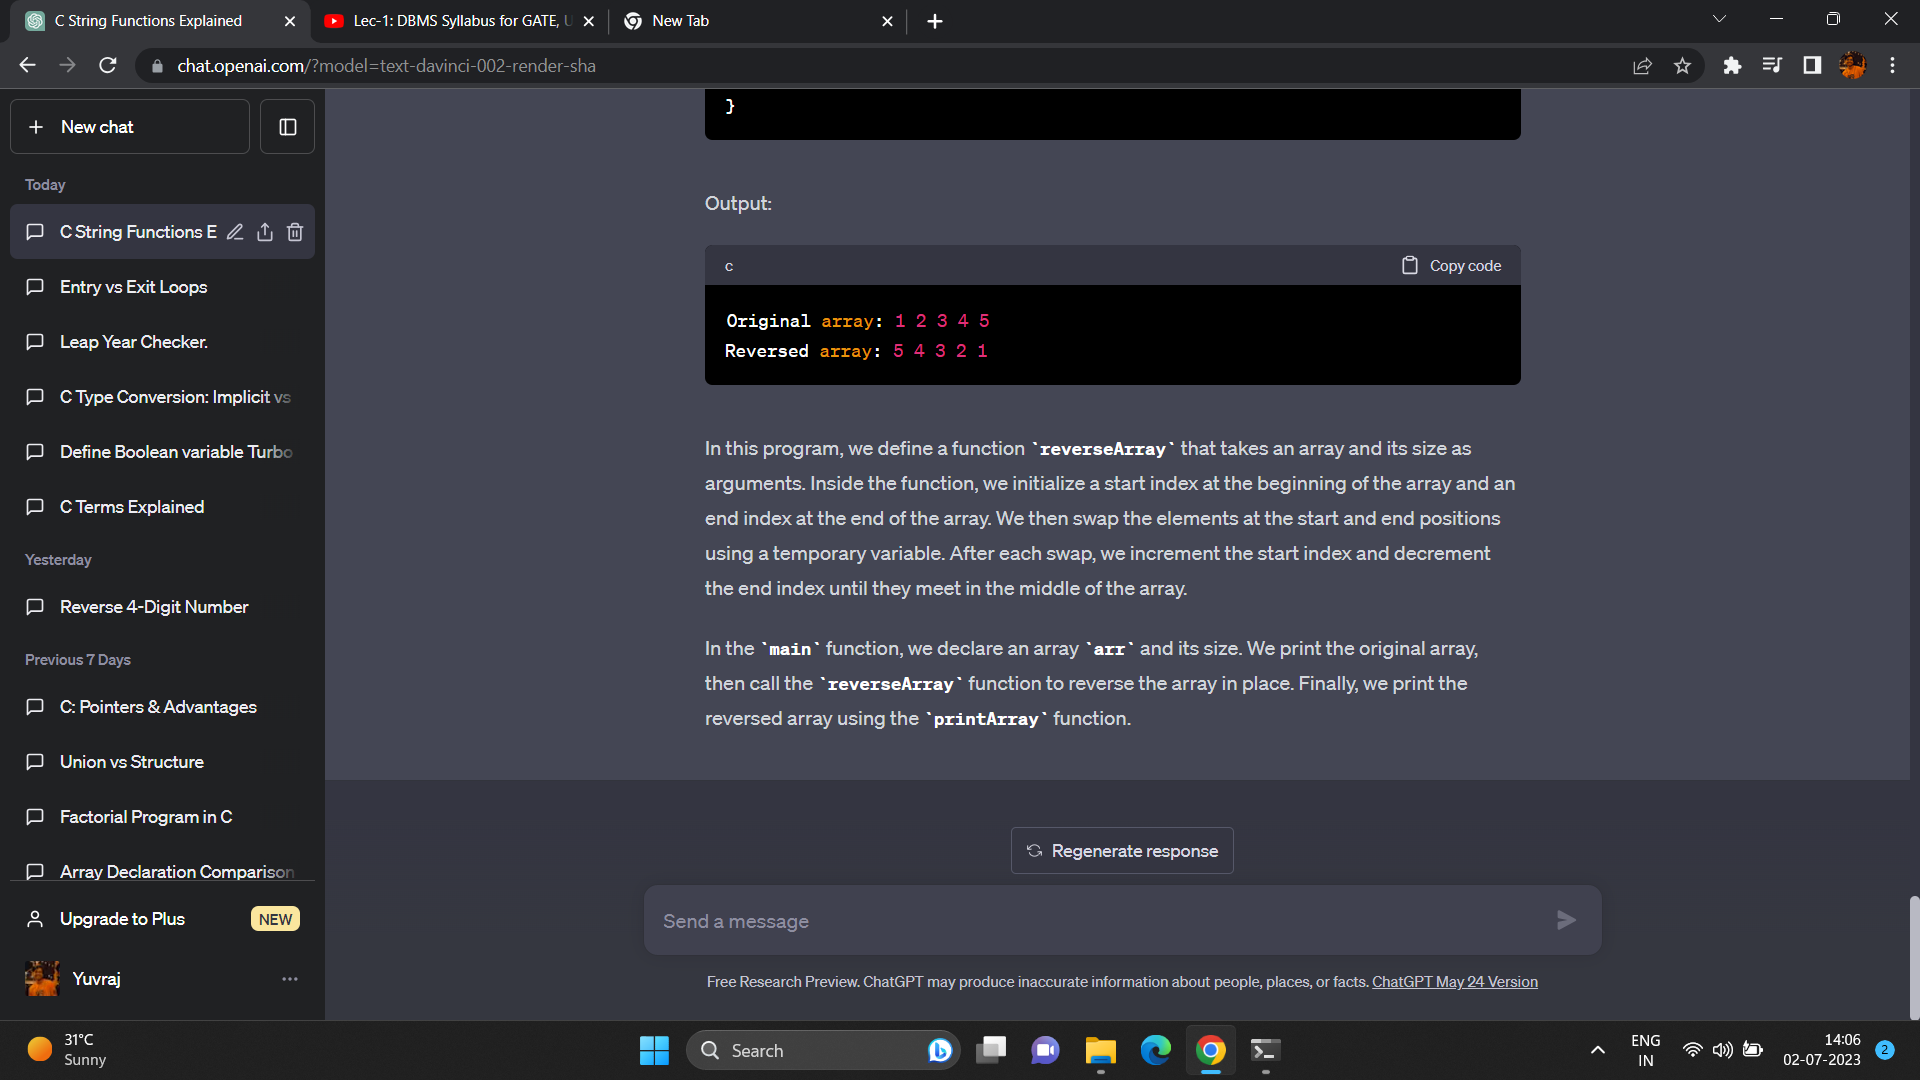 C String Functions Explained
Lec-1: DBMS Syllabus for GATE, U
New Tab
chat.openai.com/?model=text-davinci-002-render-sha
New chat
Today
C String Functions E
Entry vs Exit Loops
Leap Year Checker.
C Type Conversion: Implicit vs
Define Boolean variable Turbo
C Terms Explained
Yesterday
Reverse 4-Digit Number
Previous 7 Days
C: Pointers & Advantages
Union vs Structure
Factorial Program in C
Array Declaration Comparison
Upgrade to Plus
NEW
Yuvraj
}
Output:
c
Copy code
Original array: 1 2 3 4 5
Reversed array: 5 4 3 2 1
In this program, we define a function `reverseArray` that takes an array and its size as
arguments. Inside the function, we initialize a start index at the beginning of the array and an
end index at the end of the array. We then swap the elements at the start and end positions
using a temporary variable. After each swap, we increment the start index and decrement
the end index until they meet in the middle of the array.
In the `main` function, we declare an array `arr` and its size. We print the original array,
then call the `reverseArray` function to reverse the array in place. Finally, we print the
reversed array using the `printArray` function.
Regenerate response
Send a message
Free Research Preview. ChatGPT may produce inaccurate information about people, places, or facts. ChatGPT May 24 Version
31°C
Sunny
Search
ENG
IN
14:06
02-07-2023
2